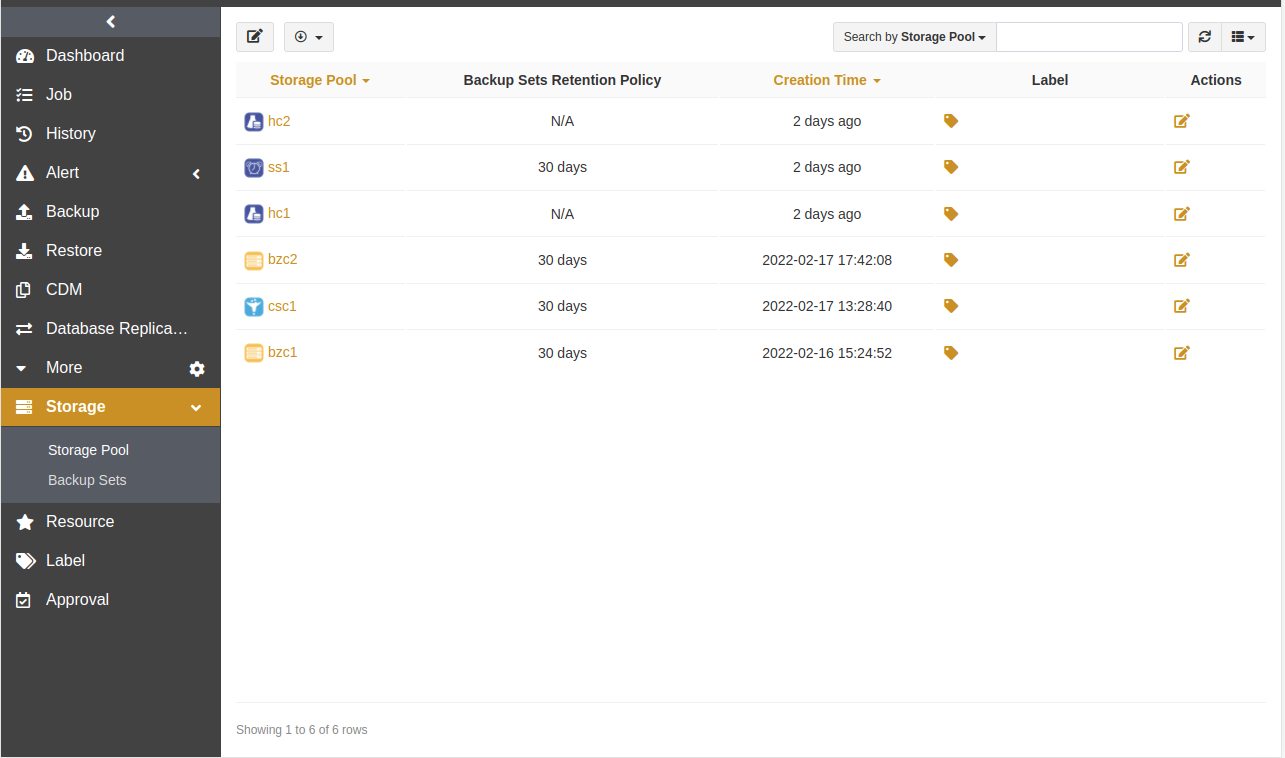 Dashboard
Job
History
Alert
Backup
Restore
CDM
Database Replica…
More
Storage
Storage Pool
Backup Sets
Resource
Label
Approval
Search by Storage Pool
Storage Pool Backup Sets Retention Policy Creation Time Label Actions
hc2 N/A 2 days ago
ss1 30 days 2 days ago
hc1 N/A 2 days ago
bzc2 30 days 2022-02-17 17:42:08
csc1 30 days 2022-02-17 13:28:40
bzc1 30 days 2022-02-16 15:24:52
Showing 1 to 6 of 6 rows